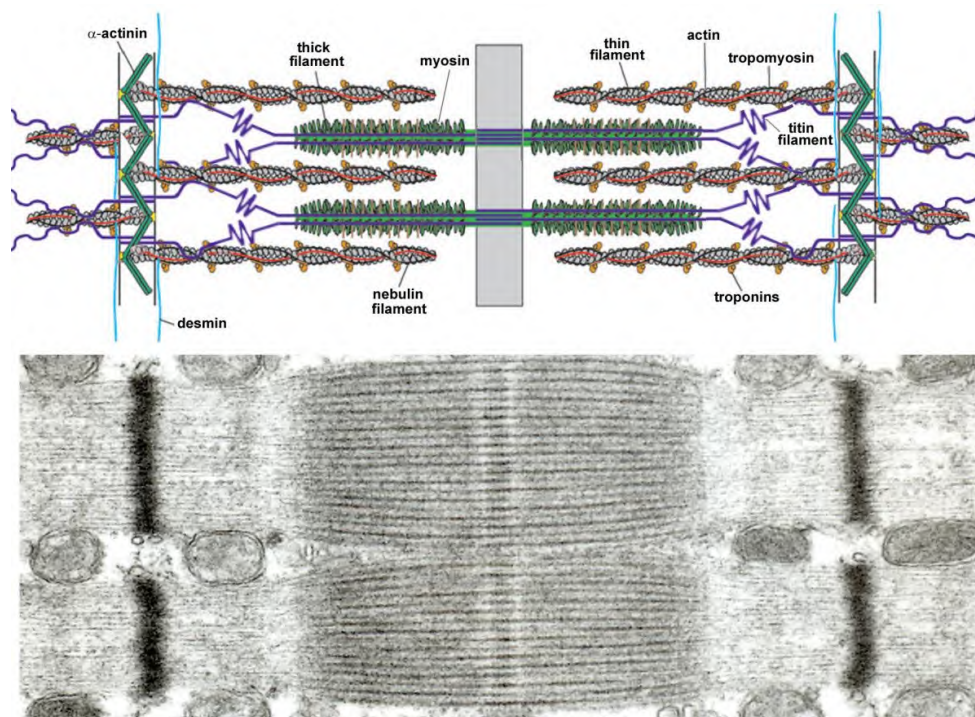 α-actinin
thick
filament
myosin
thin
filament
actin
tropomyosin
titin
filament
nebulin
filament
troponins
desmin